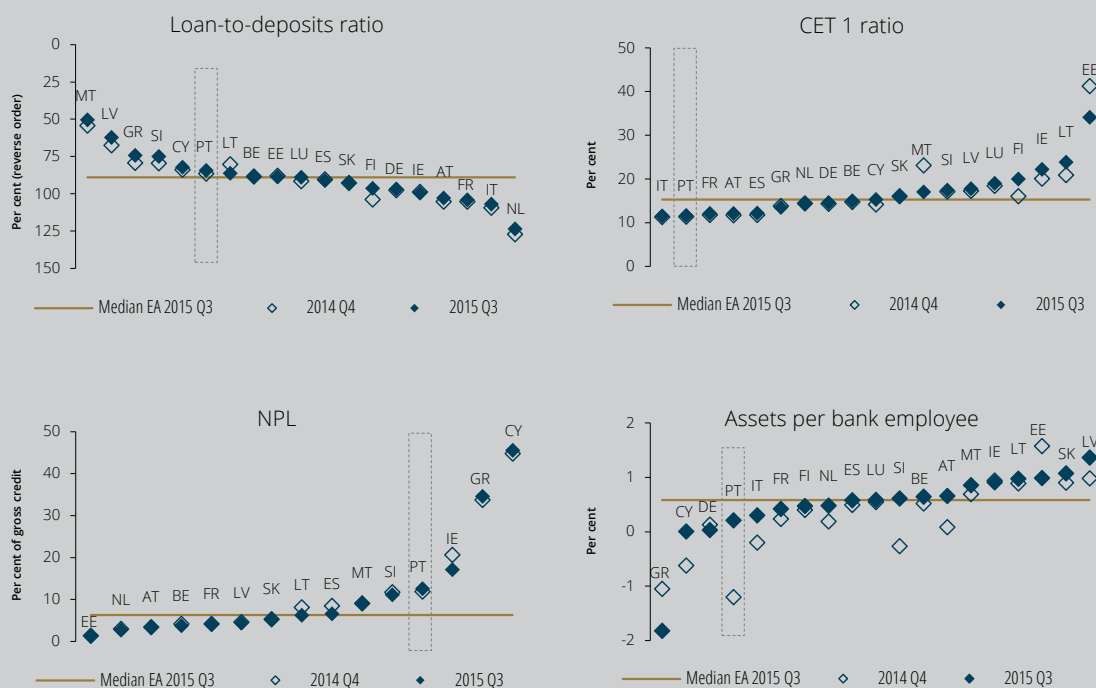 Loan-to-deposits ratio
Per cent (reverse order)
0
25
50
75
100
125
150
MT
LV
GR
SI
CY
PT
LT
BE
EE
LU
ES
SK
FI
DE
IE
AT
FR
IT
NL
Median EA 2015 Q3
2014 Q4
2015 Q3
CET 1 ratio
Per cent
50
40
30
20
10
0
IT
PT
FR
AT
ES
GR
NL
DE
BE
CY
SK
MT
SI
LV
LU
FI
IE
LT
EE
Median EA 2015 Q3
2014 Q4
2015 Q3
NPL
Per cent of gross credit
50
40
30
20
10
0
EE
NL
AT
BE
FR
LV
SK
LT
ES
MT
SI
PT
IE
GR
CY
Median EA 2015 Q3
2014 Q4
2015 Q3
Assets per bank employee
Per cent
2
1
0
-1
-2
GR
CY
DE
PT
IT
FR
FI
NL
ES
LU
SI
BE
AT
MT
IE
LT
EE
SK
LV
Median EA 2015 Q3
2014 Q4
2015 Q3